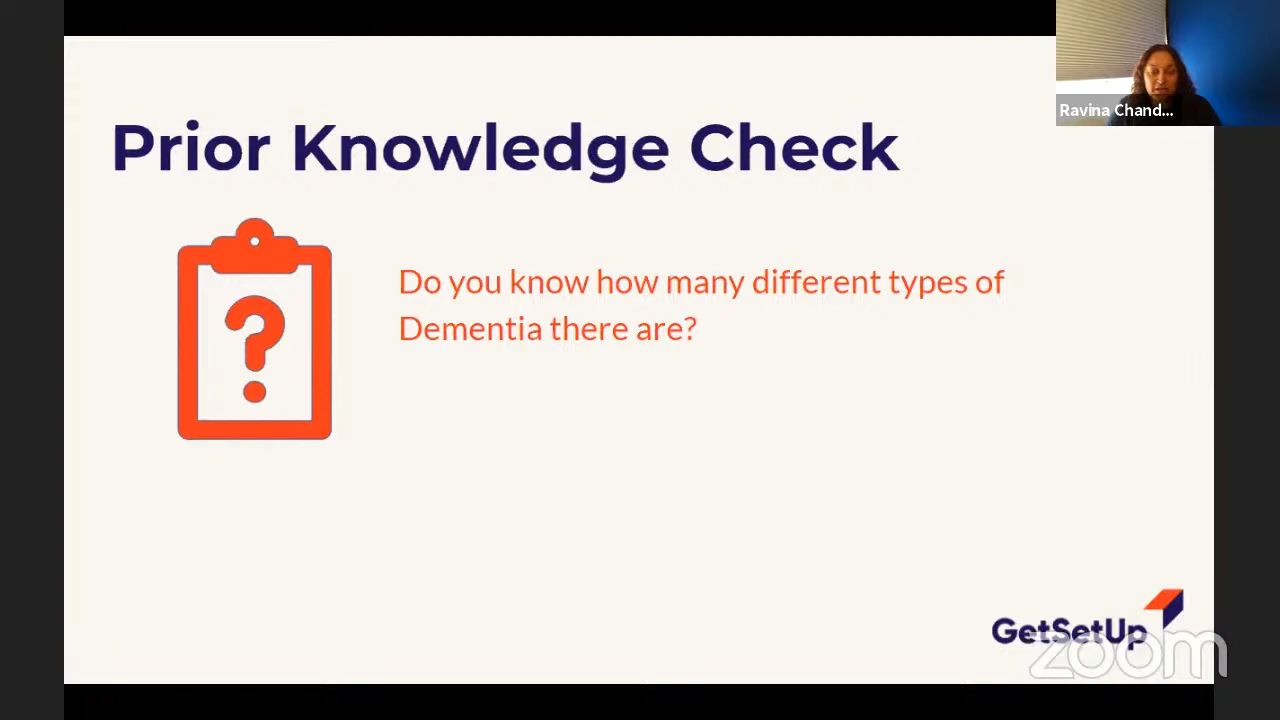 Ravina Chand...
Prior Knowledge Check
?
Do you know how many different types of
Dementia there are?
GetSetUp
zoom